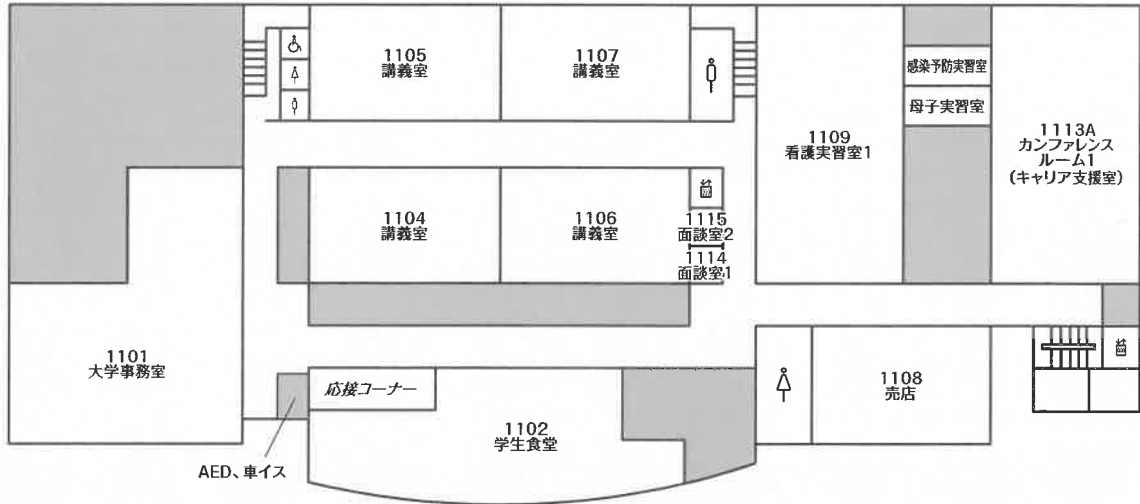 1105
講義室
1107
講義室
感染予防実習室
母子実習室
1109
看護実習室1
1113A
カンファレンス
ルーム1
(キャリア支援室)
1104
講義室
1106
講義室
1115
面談室2
1114
面談室1
1101
大学事務室
応接コーナー
1102
学生食堂
1108
売店
AED、車イス